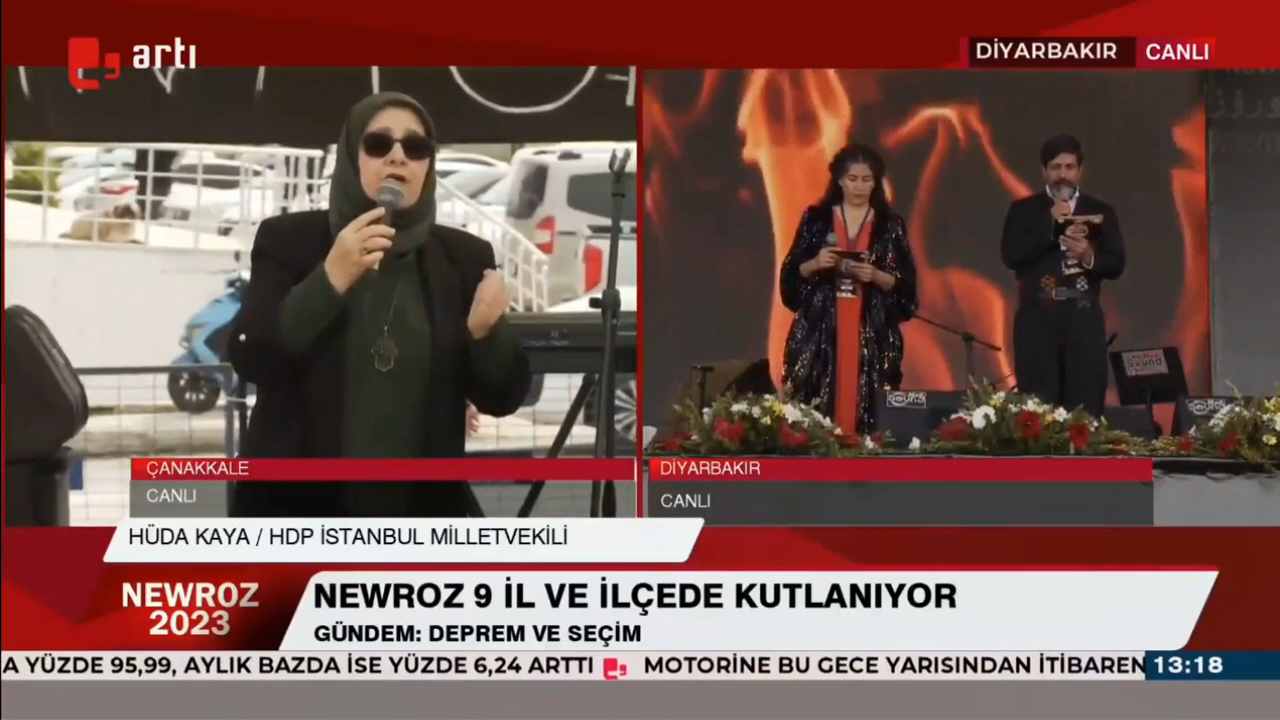 artı
DİYARBAKIR CANLI
Sound
Sound
ÇANAKKALE
CANLI
DİYARBAKIR
CANLI
HÜDA KAYA / HDP İSTANBUL MİLLETVEKİLİ
NEWROZ
2023
NEWROZ 9 İL VE İLÇEDE KUTLANIYOR
GÜNDEM: DEPREM VE SEÇİM
A YÜZDE 95,99, AYLIK BAZDA İSE YÜZDE 6,24 ARTTI MOTORİNE BU GECE YARISINDAN İTİBAREN 13:18